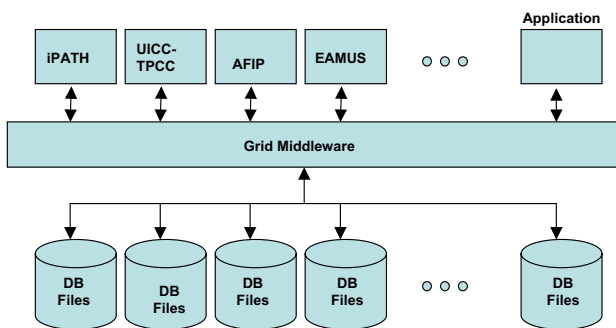 Application
iPATH
UICC-
TPCC
AFIP
EAMUS
Grid Middleware
DB
Files
DB
Files
DB
Files
DB
Files
DB
Files